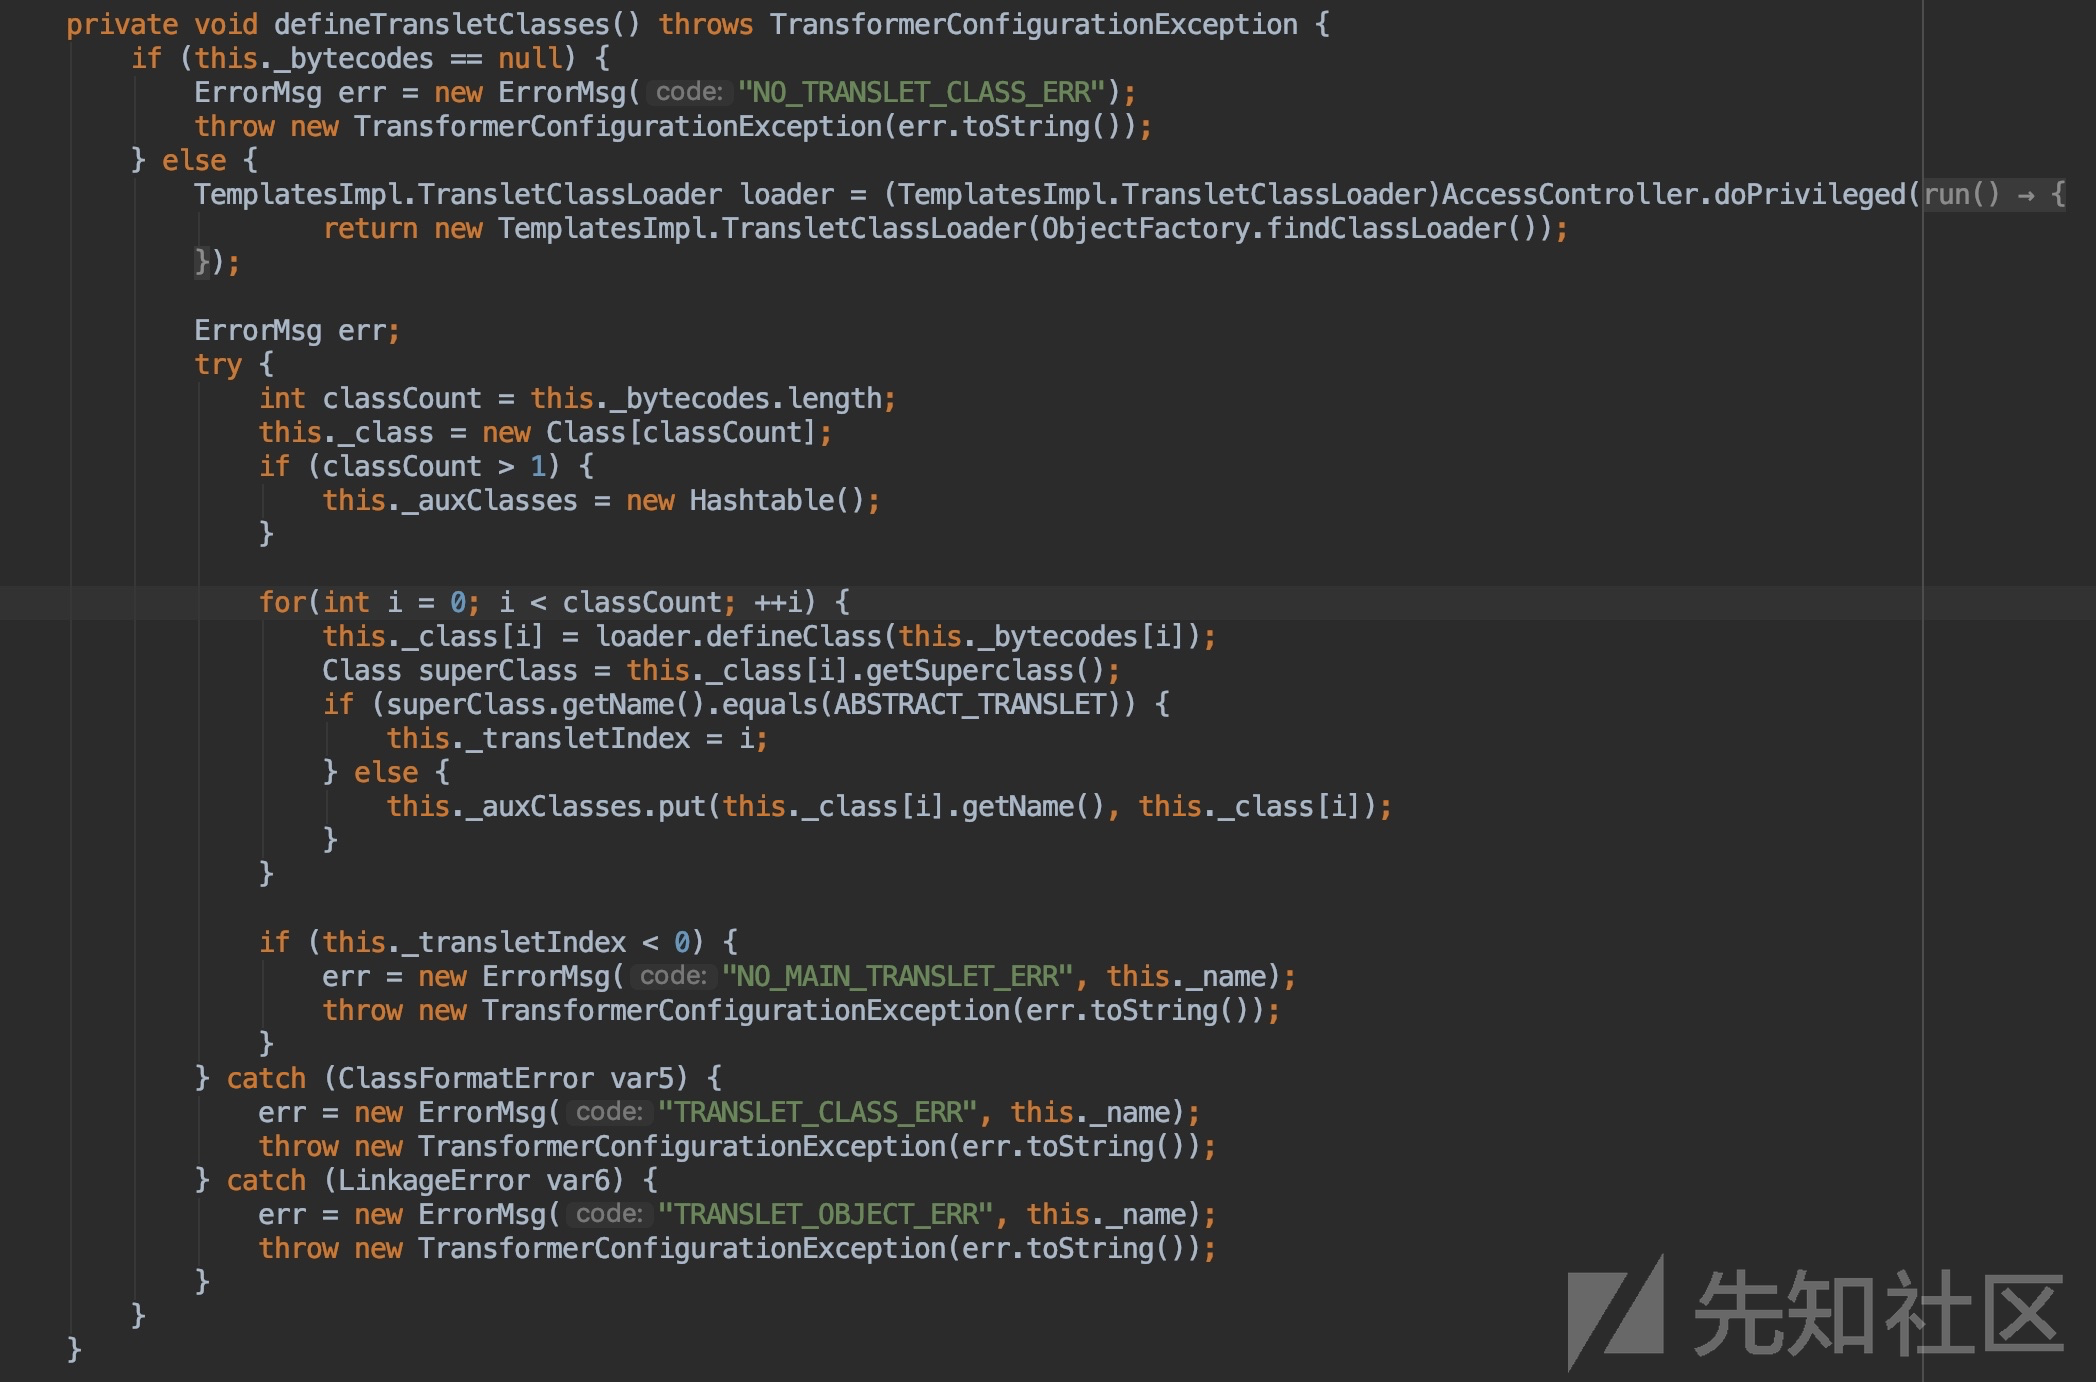 private void defineTransletClasses() throws TransformerConfigurationException {
if (this._bytecodes == null) {
ErrorMsg err = new ErrorMsg( code: "NO_TRANSLET_CLASS_ERR");
throw new TransformerConfigurationException(err.toString());
} else {
TemplatesImpl.TransletClassLoader loader = (TemplatesImpl.TransletClassLoader)AccessController.doPrivileged(run() → {
return new TemplatesImpl.TransletClassLoader(ObjectFactory.findClassLoader());
});
ErrorMsg err;
try {
int classCount = this._bytecodes.length;
this._class = new Class[classCount];
if (classCount > 1) {
this._auxClasses = new Hashtable();
}
for(int i = 0; i < classCount; ++i) {
this._class[i] = loader.defineClass(this._bytecodes[i]);
Class superClass = this._class[i].getSuperclass();
if (superClass.getName().equals(ABSTRACT_TRANSLET)) {
this._transletIndex = i;
} else {
this._auxClasses.put(this._class[i].getName(), this._class[i]);
}
}
if (this._transletIndex < 0) {
err = new ErrorMsg( code: "NO_MAIN_TRANSLET_ERR", this._name);
throw new TransformerConfigurationException(err.toString());
}
} catch (ClassFormatError var5) {
err = new ErrorMsg( code: "TRANSLET_CLASS_ERR", this._name);
throw new TransformerConfigurationException(err.toString());
} catch (LinkageError var6) {
err = new ErrorMsg( code: "TRANSLET_OBJECT_ERR", this._name);
throw new TransformerConfigurationException(err.toString());
}
}
}
先知社区